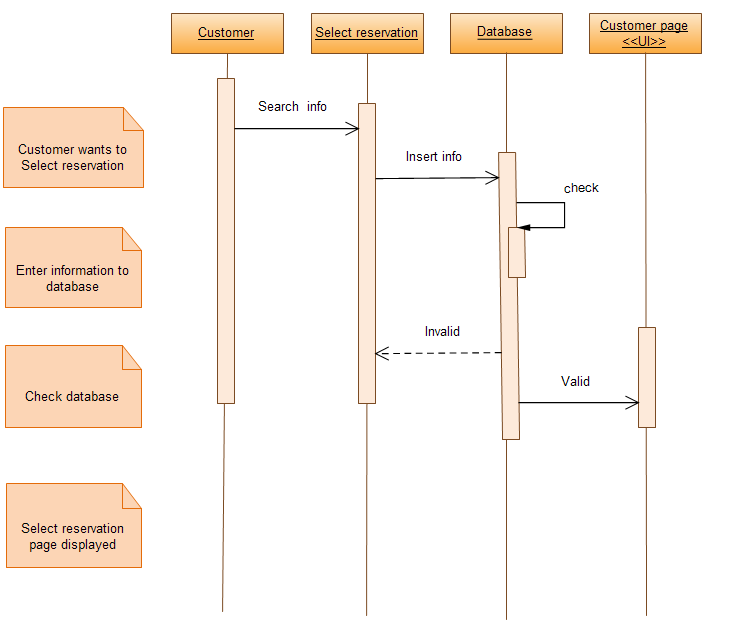 Customer
Select reservation
Database
Customer page
<<UI>>
Search info
Customer wants to
Select reservation
Insert info
check
Enter information to
database
Invalid
Check database
Valid
Select reservation
page displayed